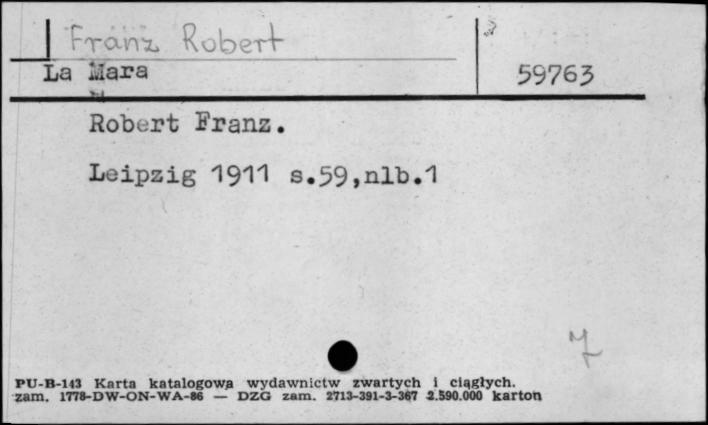 Franz Robert
La Mara 59763
Robert Franz.
Leipzig 1911 s.59,nlb.1
7
PU-B-143 Karta katalogowa wydawnictw zwartych i ciągłych.
zam. 1778-DW-ON-WA-86 — DZG zam. 2713-391-3-367 2.590.000 karton